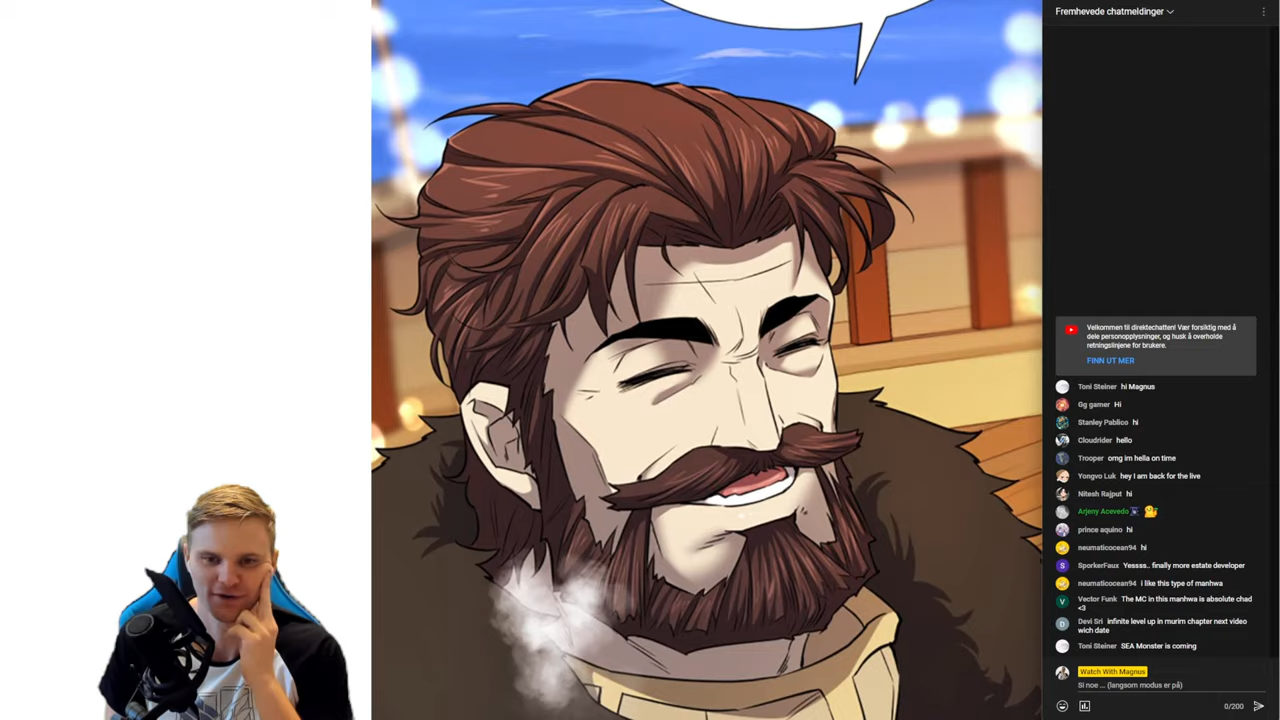 Fremhevede chatmeldinger
Velkommen til direktechatten! Vær forsiktig med å
dele personopplysninger, og husk å overholde
retningslinjene for brukere.
FINN UT MER
Toni Steiner hi Magnus
Gg gamer Hi
Stanley Pablico hi
Cloudrider hello
Trooper omg im hella on time
Yongvo Luk hey I am back for the live
Nitesh Rajput hi
Arjeny Acevedo
prince aquino hi
neumaticocean94 hi
S SporkerFaux Yessss.. finally more estate developer
neumaticocean94 i like this type of manhwa
V Vector Funk The MC in this manhwa is absolute chad
<3
D Devi Sri infinite level up in murim chapter next video
wich date
Toni Steiner SEA Monster is coming
Watch With Magnus
Si noe ... (langsom modus er på)
0/200